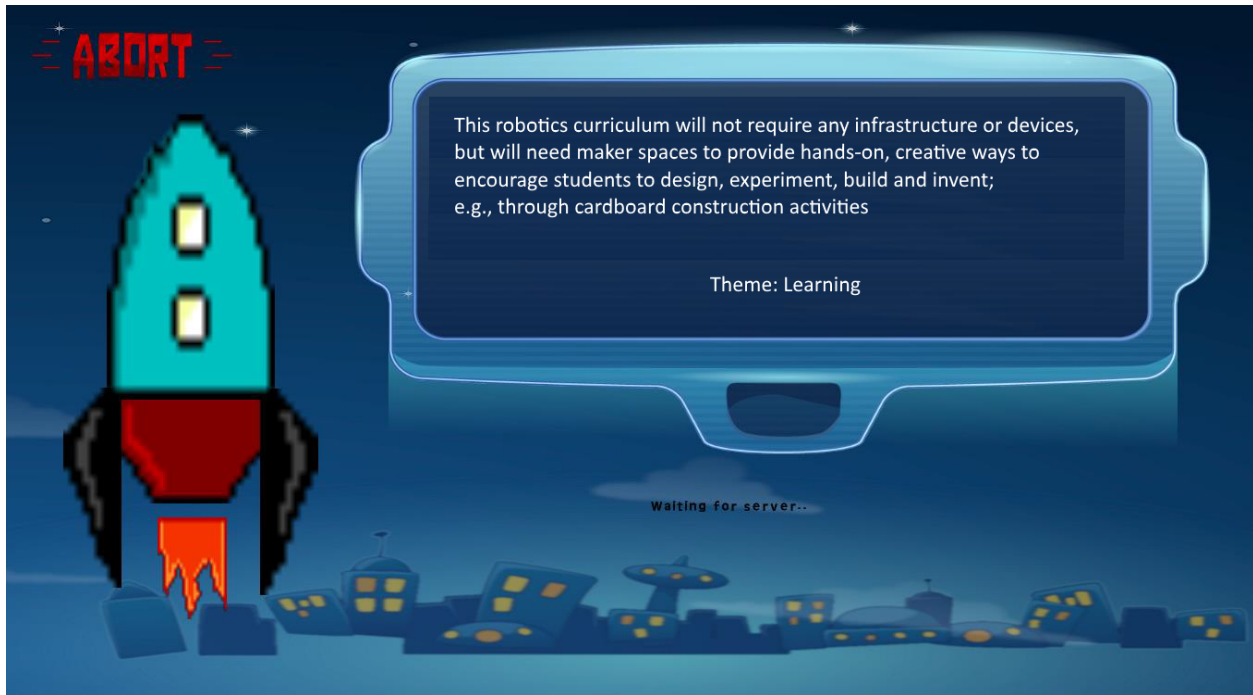 ABORT
This robotics curriculum will not require any infrastructure or devices,
but will need maker spaces to provide hands-on, creative ways to
encourage students to design, experiment, build and invent;
e.g., through cardboard construction activities
Theme: Learning
Waiting for server..